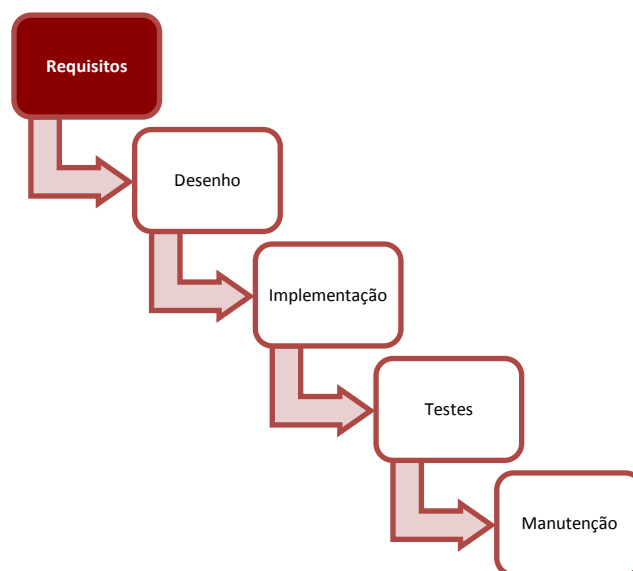 Requisitos
Desenho
Implementação
Testes
Manutenção